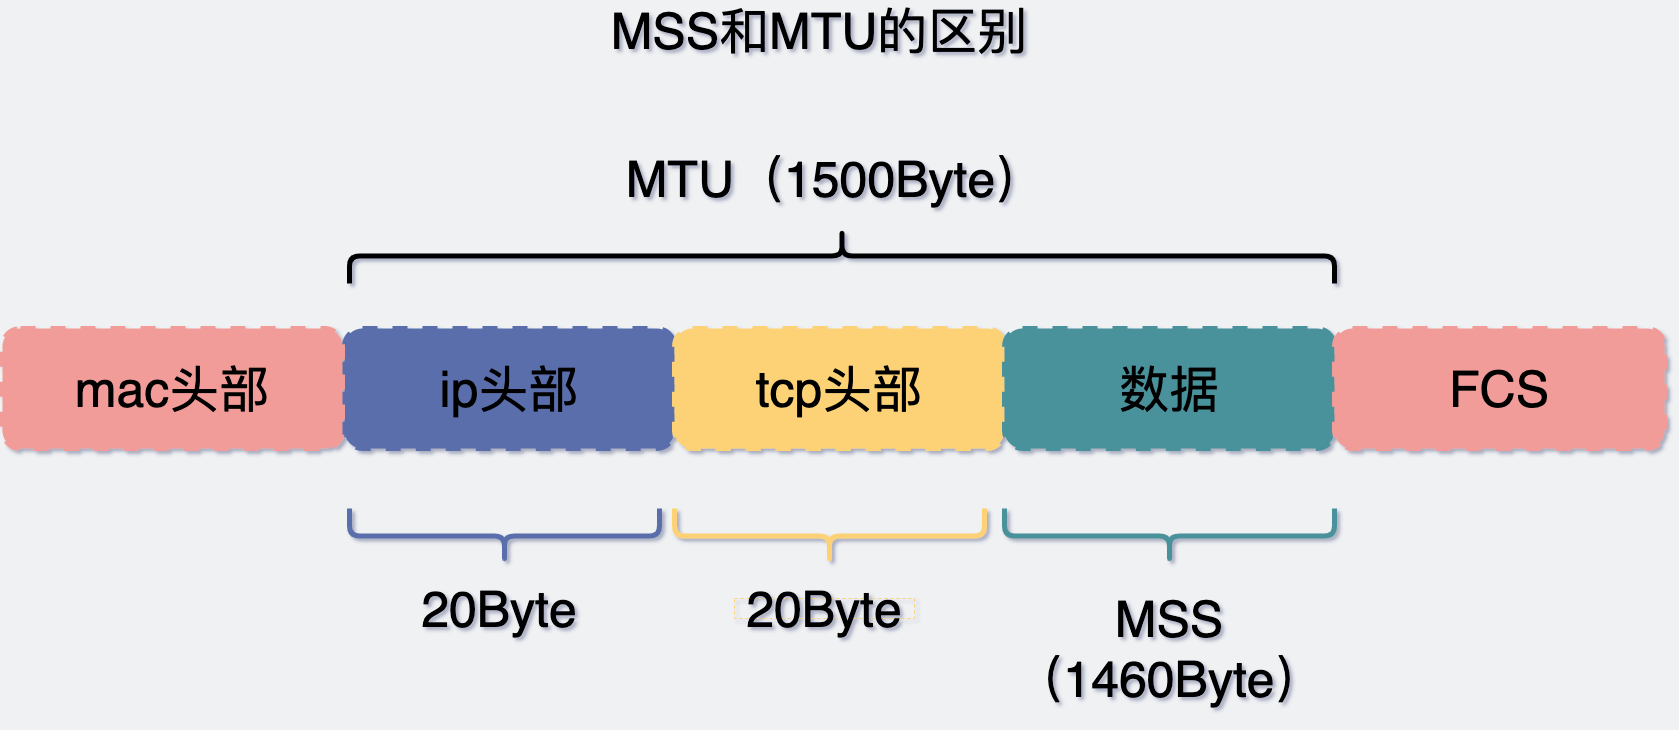 MSS和MTU的区别
MTU（1500Byte）
mac头部
ip头部
tcp头部
数据
FCS
20Byte
20Byte
MSS
（1460Byte）